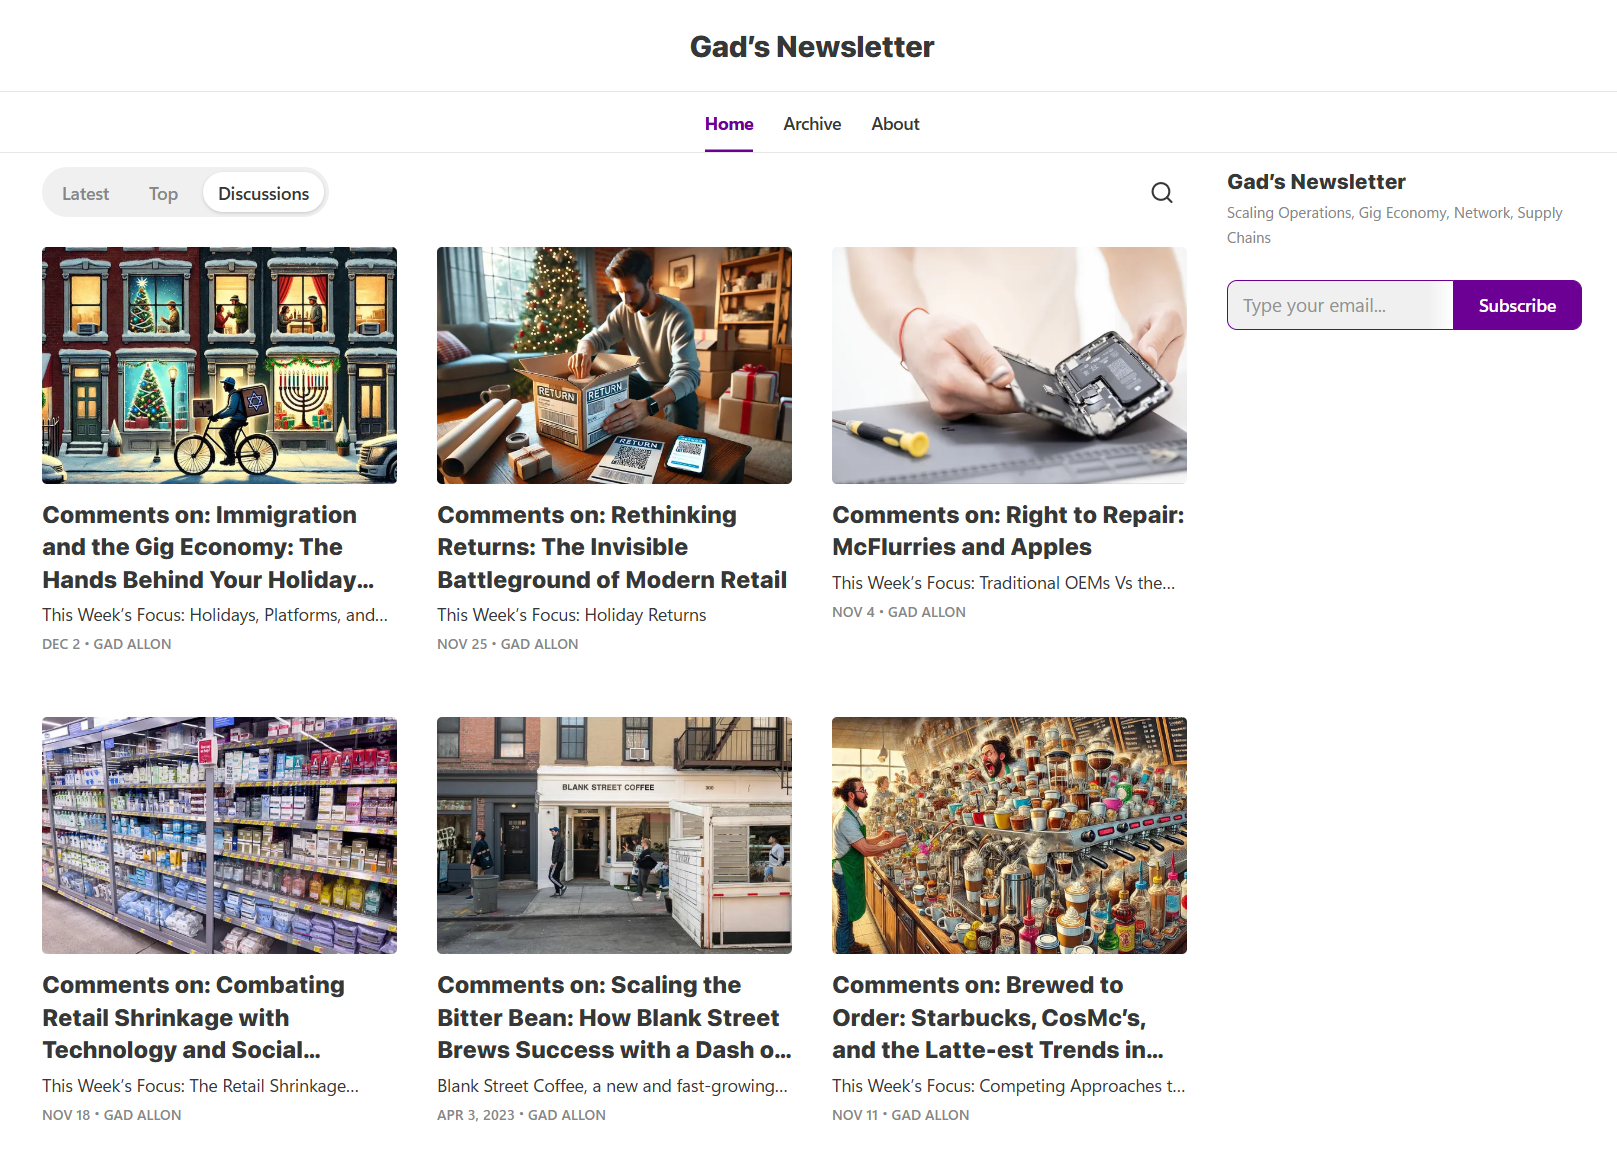 Gad's Newsletter
Home Archive About
Latest Top Discussions
Gad's Newsletter
Scaling Operations, Gig Economy, Network, Supply
Chains
Type your email... Subscribe
RETURN RETURN
RETURN
Comments on: Immigration
and the Gig Economy: The
Hands Behind Your Holiday...
This Week's Focus: Holidays, Platforms, and...
DEC 2 • GAD ALLON
Comments on: Rethinking
Returns: The Invisible
Battleground of Modern Retail
This Week's Focus: Holiday Returns
NOV 25 • GAD ALLON
Comments on: Right to Repair:
McFlurries and Apples
This Week's Focus: Traditional OEMs Vs the...
NOV 4 • GAD ALLON
BLANK STREET COFFEE
Comments on: Combating
Retail Shrinkage with
Technology and Social...
This Week's Focus: The Retail Shrinkage...
NOV 18 • GAD ALLON
Comments on: Scaling the
Bitter Bean: How Blank Street
Brews Success with a Dash o...
Blank Street Coffee, a new and fast-growing...
APR 3, 2023 • GAD ALLON
Comments on: Brewed to
Order: Starbucks, CosMc's,
and the Latte-est Trends in...
This Week's Focus: Competing Approaches t...
NOV 11 • GAD ALLON